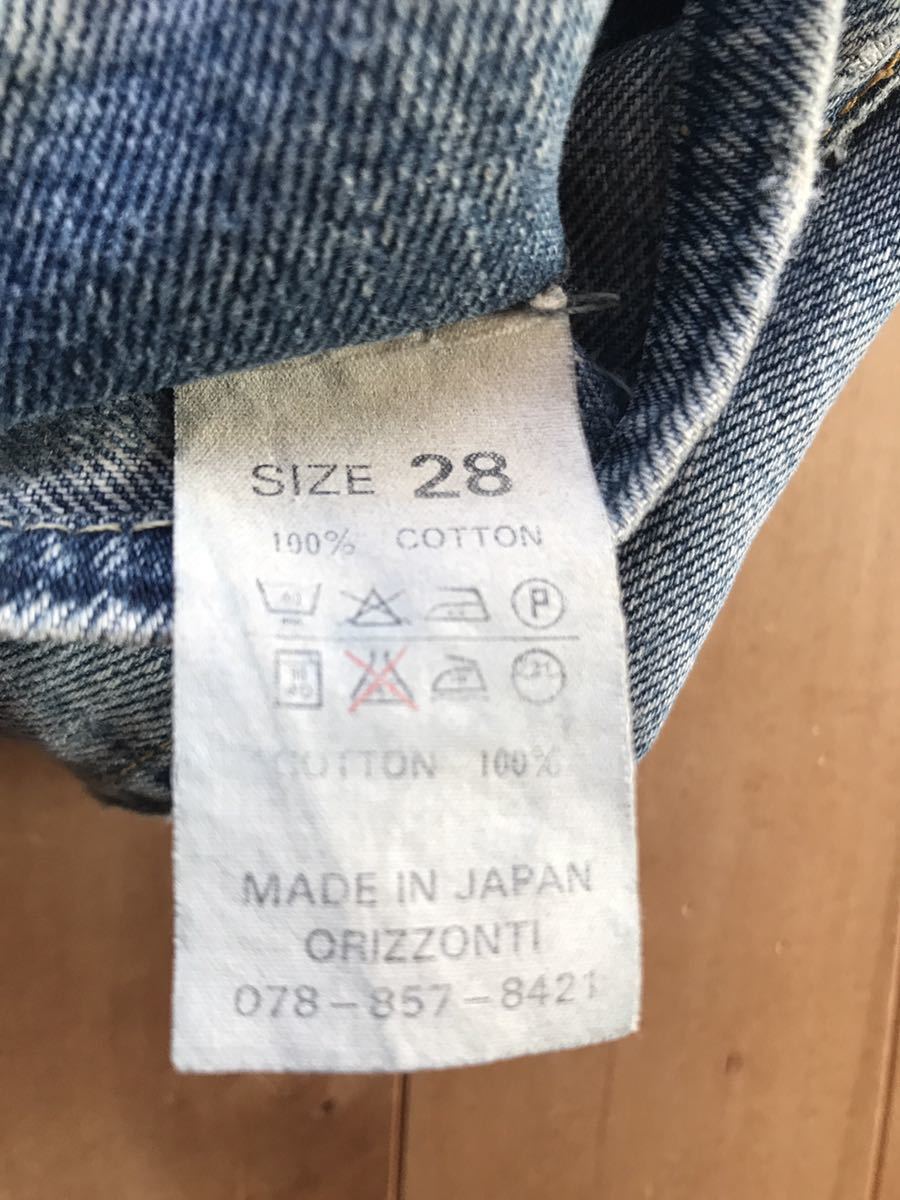 SIZE 28
100% COTTON
P
COTTON 100%
MADE IN JAPAN
ORIZZONTI
078-857-8421